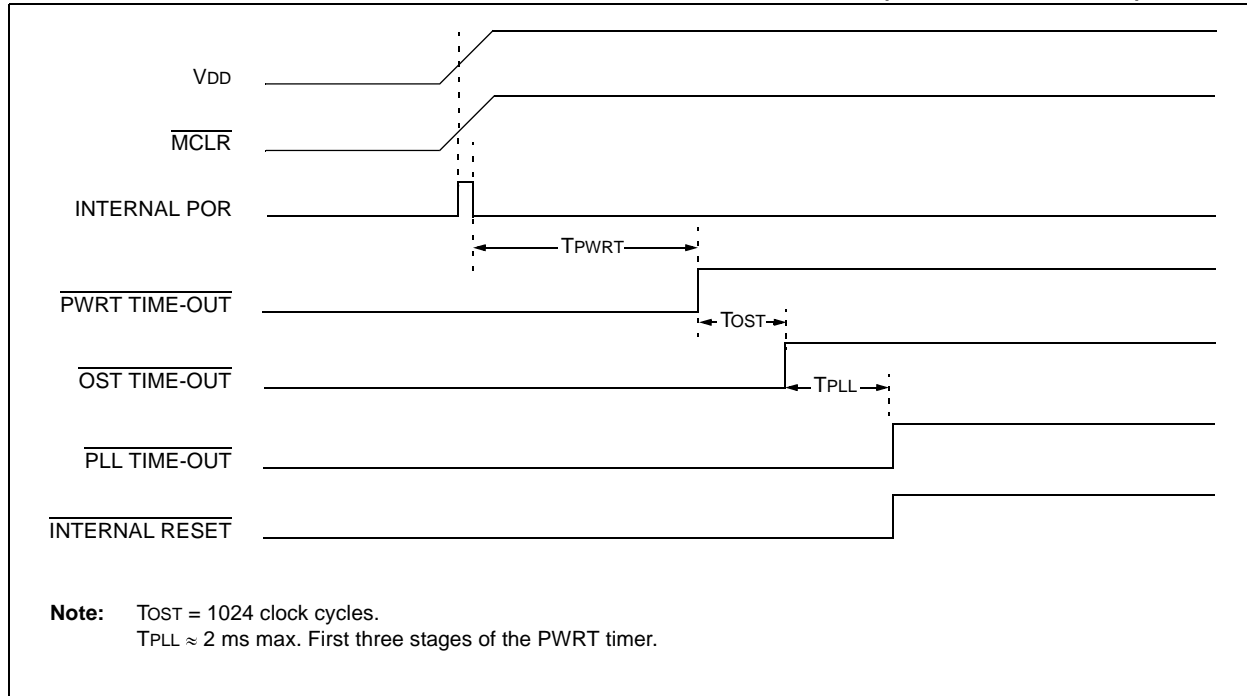 VDD
MCLR
INTERNAL POR
TPWRT
PWRT TIME-OUT
TOST
OST TIME-OUT
TPLL
PLL TIME-OUT
INTERNAL RESET
Note: TOST = 1024 clock cycles.
TPLL ≈ 2 ms max. First three stages of the PWRT timer.